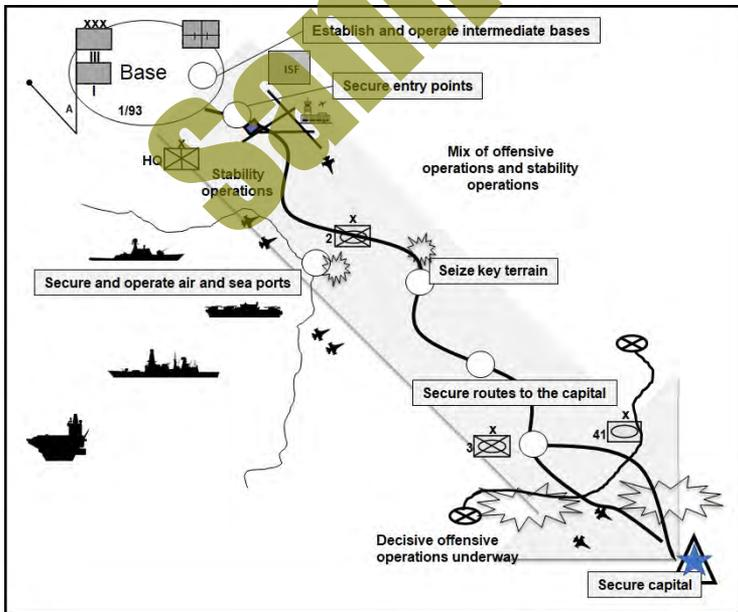 XXX
III
I
Base
A
1/93
Establish and operate intermediate bases
ISF
Secure entry points
X
HQ
Stability
operations
Mix of offensive
operations and stability
operations
X
2
Secure and operate air and sea ports
Seize key terrain
Secure routes to the capital
X
3
X
41
Decisive offensive
operations underway
Secure capital